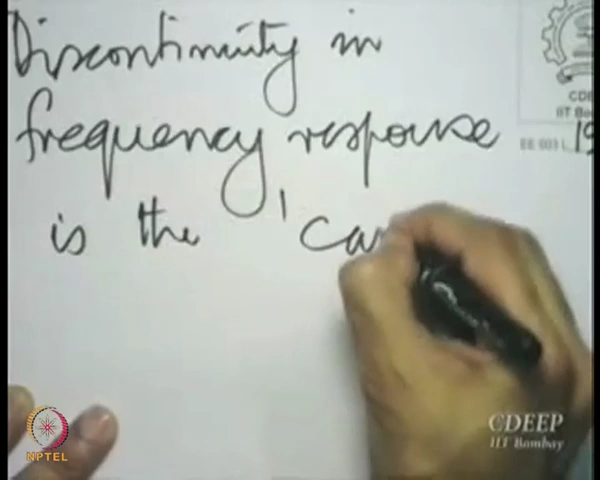 Discontinuity in
frequency response
is the 'ca
CDEEP
IIT Bombay
NPTEL